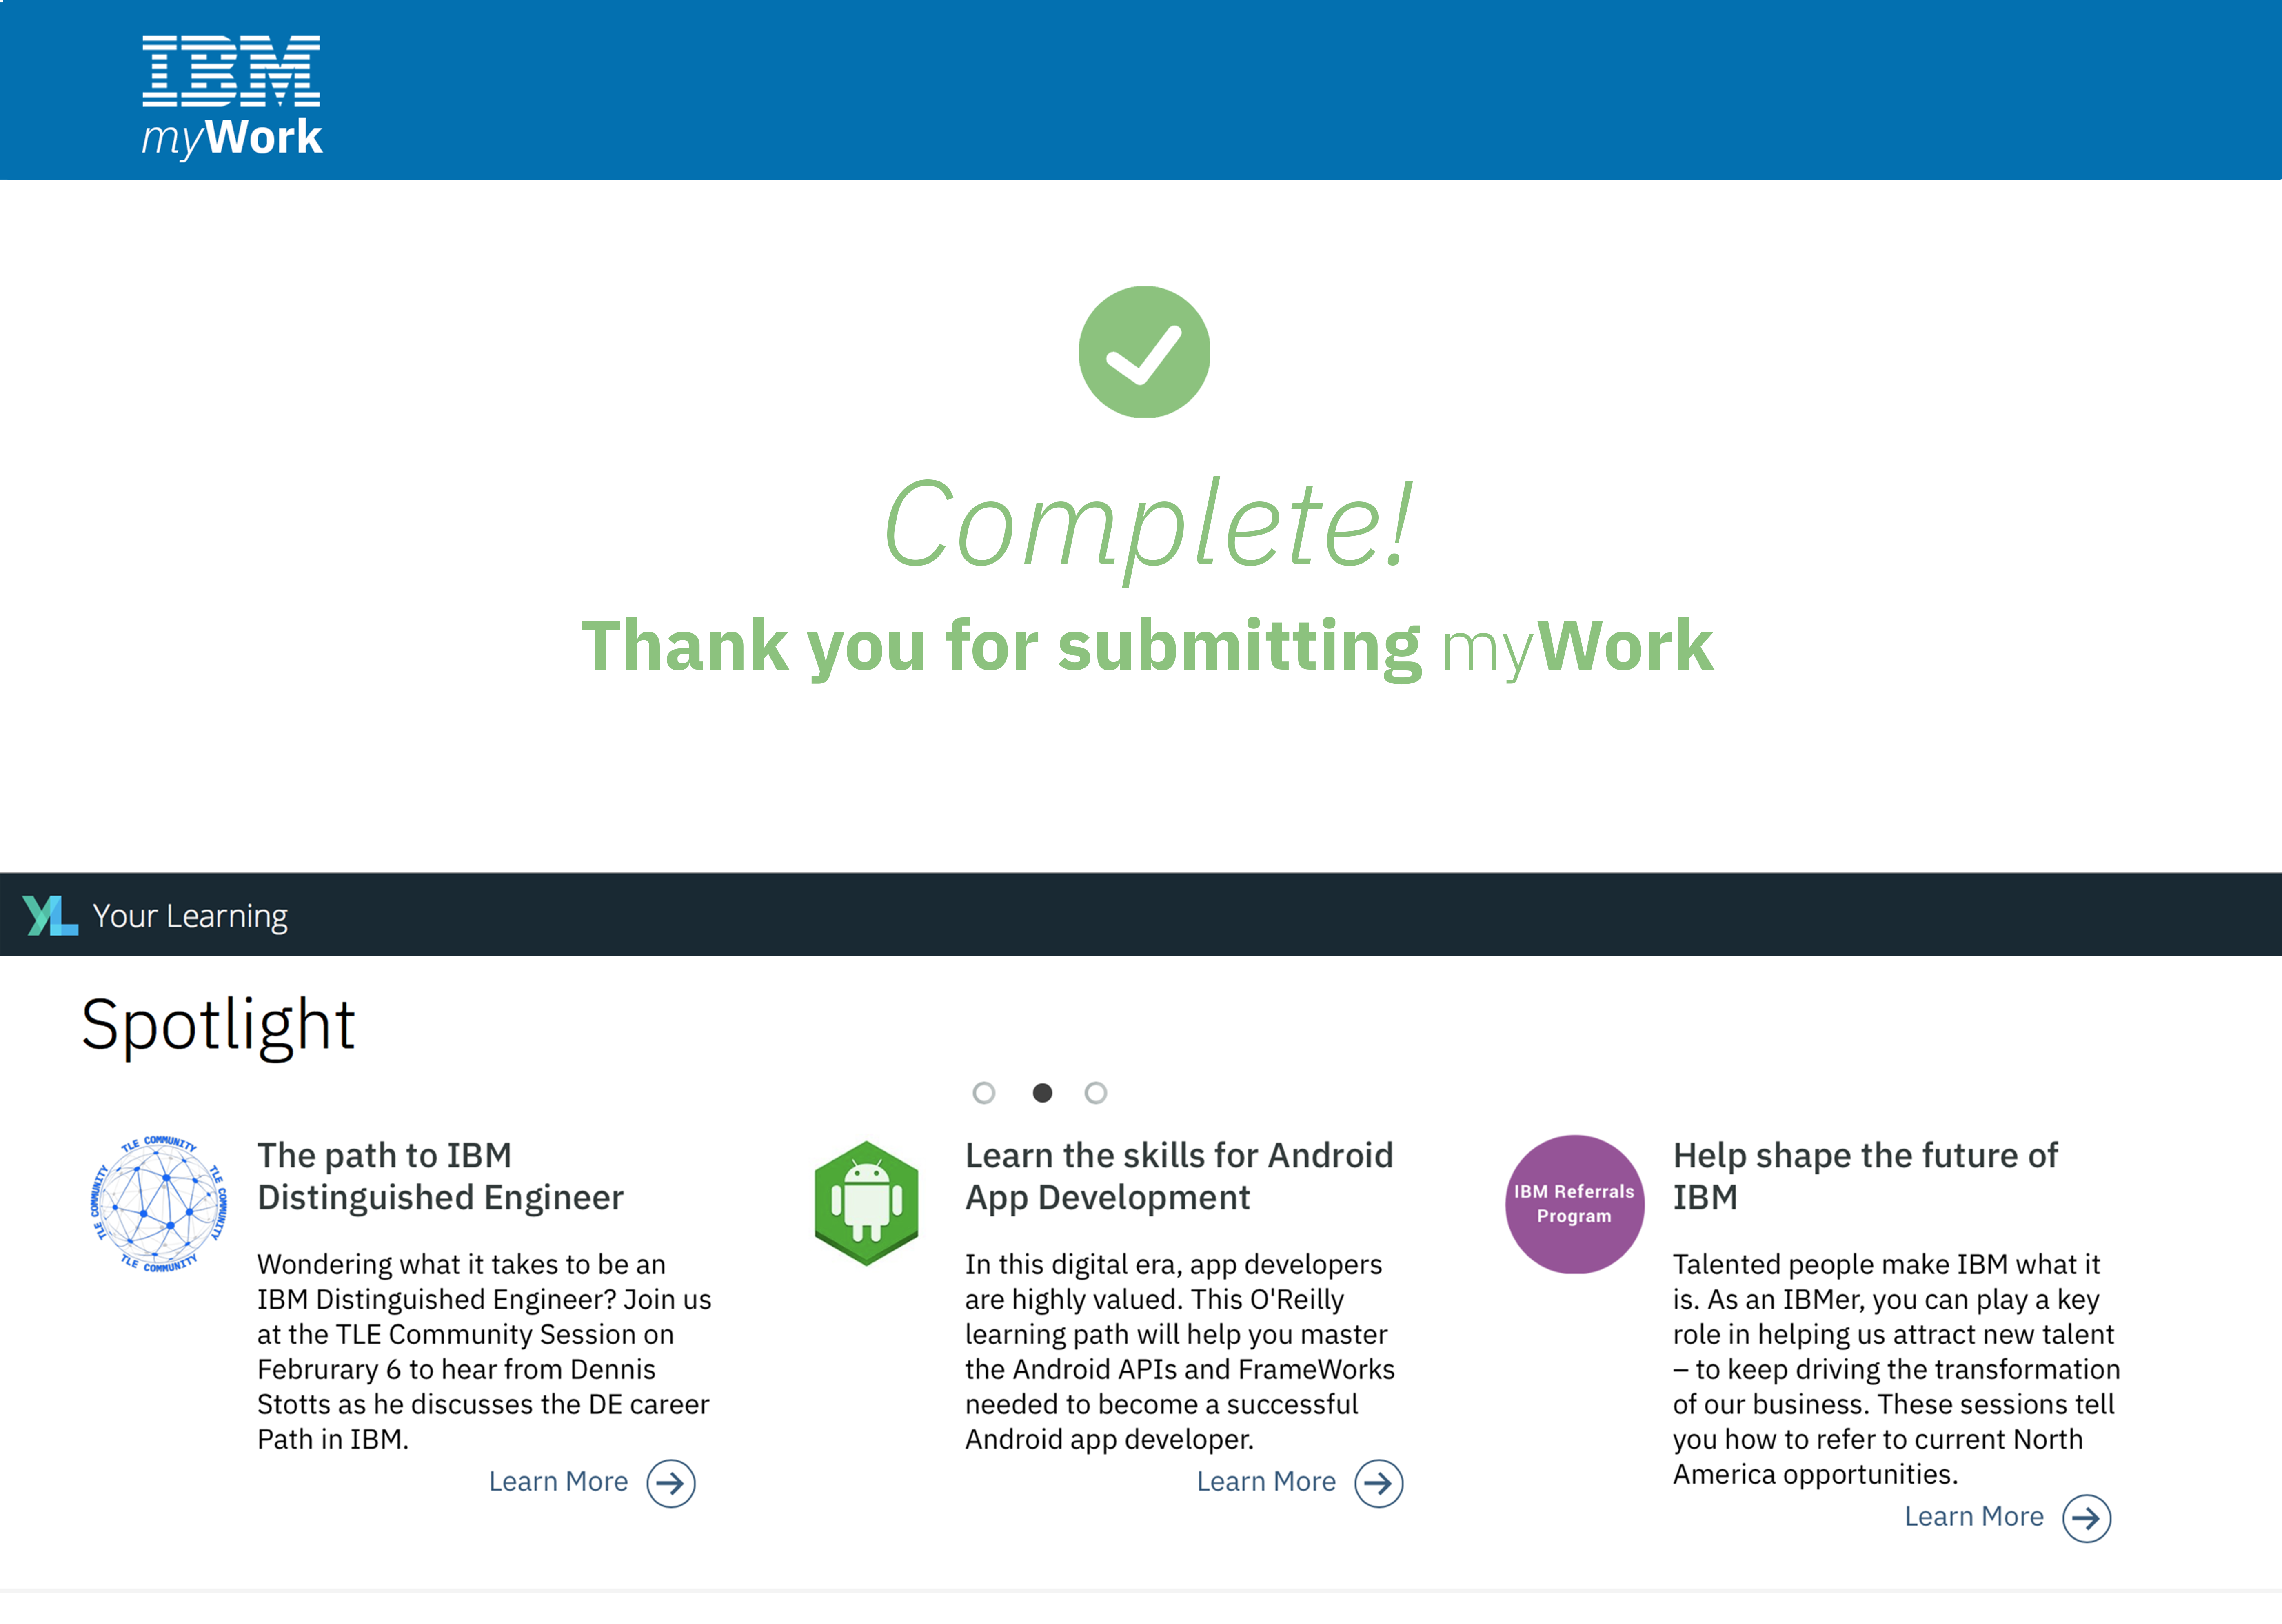 IBM
myWork
Complete!
Thank you for submitting myWork
YL Your Learning
Spotlight
TLE COMMUNITY
TLE COMMUNITY
TLE COMMUNITY
TLE COMMUNITY
The path to IBM
Distinguished Engineer
Wondering what it takes to be an
IBM Distinguished Engineer? Join us
at the TLE Community Session on
Februrary 6 to hear from Dennis
Stotts as he discusses the DE career
Path in IBM.
Learn More
Learn the skills for Android
App Development
In this digital era, app developers
are highly valued. This O'Reilly
learning path will help you master
the Android APIs and FrameWorks
needed to become a successful
Android app developer.
Learn More
IBM Referrals
Program
Help shape the future of
IBM
Talented people make IBM what it
is. As an IBMer, you can play a key
role in helping us attract new talent
– to keep driving the transformation
of our business. These sessions tell
you how to refer to current North
America opportunities.
Learn More